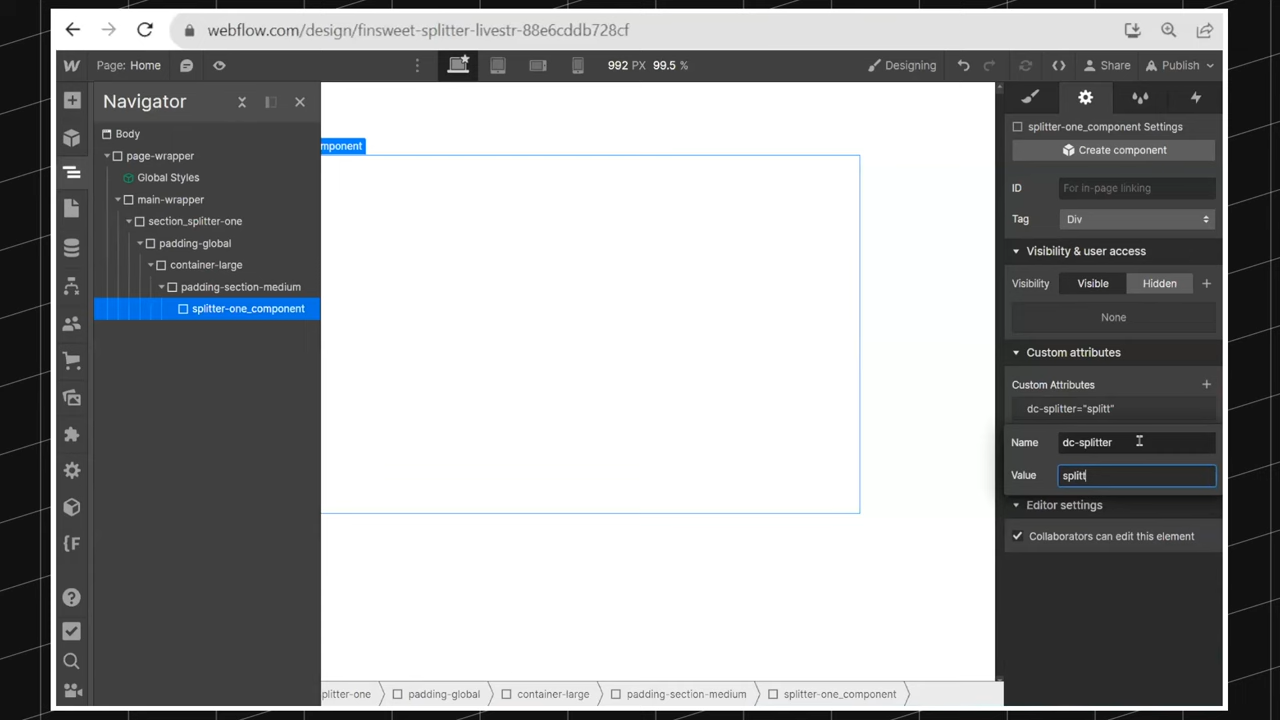 webflow.com/design/finsweet-splitter-livestr-88e6cddb728cf
Page: Home
992 PX 99.5 %
Designing
Share
Publish
Navigator
Body
page-wrapper
Global Styles
main-wrapper
section_splitter-one
padding-global
container-large
padding-section-medium
splitter-one_component
mponent
splitter-one_component Settings
Create component
ID For in-page linking
Tag Div
Visibility & user access
Visibility Visible Hidden
None
Custom attributes
Custom Attributes
dc-splitter="splitt"
Name dc-splitter
Value splitt
Editor settings
Collaborators can edit this element
plitter-one padding-global container-large padding-section-medium splitter-one_component